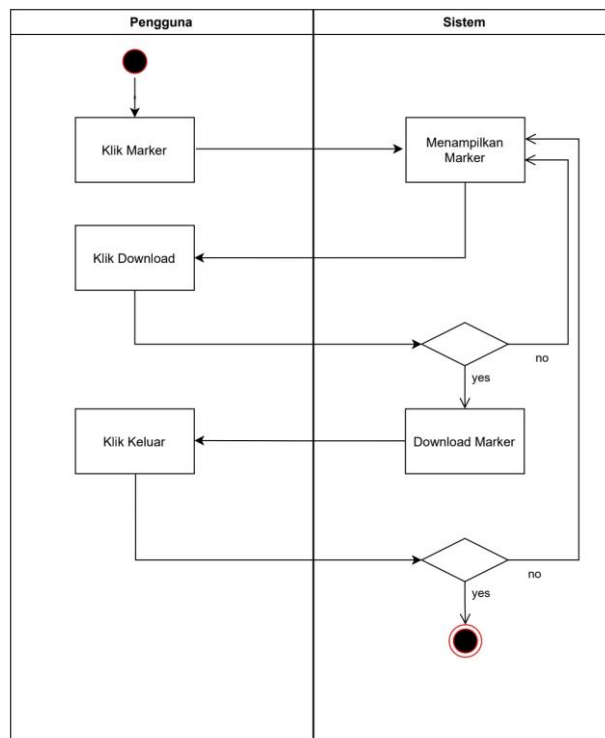 Pengguna
Sistem
Klik Marker
Menampilkan
Marker
Klik Download
no
yes
Klik Keluar
Download Marker
no
yes